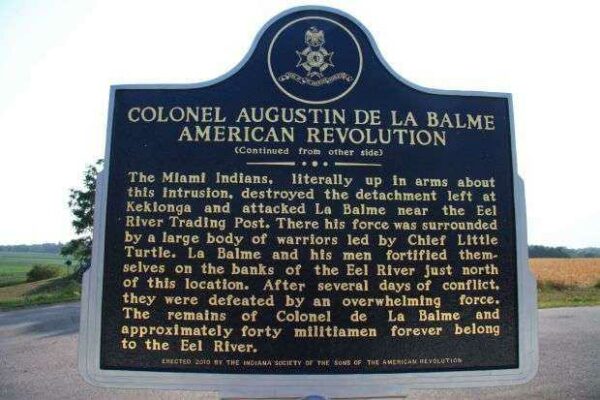 COLONEL AUGUSTIN DE LA BALME
AMERICAN REVOLUTION
(Continued from other side)
The Miami Indians, literally up in arms about
this intrusion, destroyed the detachment left at
Kekionga and attacked La Balme near the Eel
River Trading Post. There his force was surrounded
by a large body of warriors led by Chief Little
Turtle. La Balme and his men fortified them-
selves on the banks of the Eel River just north
of this location. After several days of conflict,
they were defeated by an overwhelming force.
The remains of Colonel de La Balme and
approximately forty militiamen forever belong
to the Eel River.
ERECTED 2010 BY THE INDIANA SOCIETY OF THE SONS OF THE AMERICAN REVOLUTION